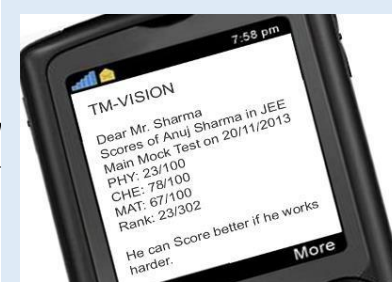 7:58 pm
TM-VISION
Dear Mr. Sharma
Scores of Anuj Sharma in JEE
Main Mock Test on 20/11/2013
PHY: 23/100
CHE: 78/100
MAT: 67/100
Rank: 23/302
He can Score better if he works
harder.
More